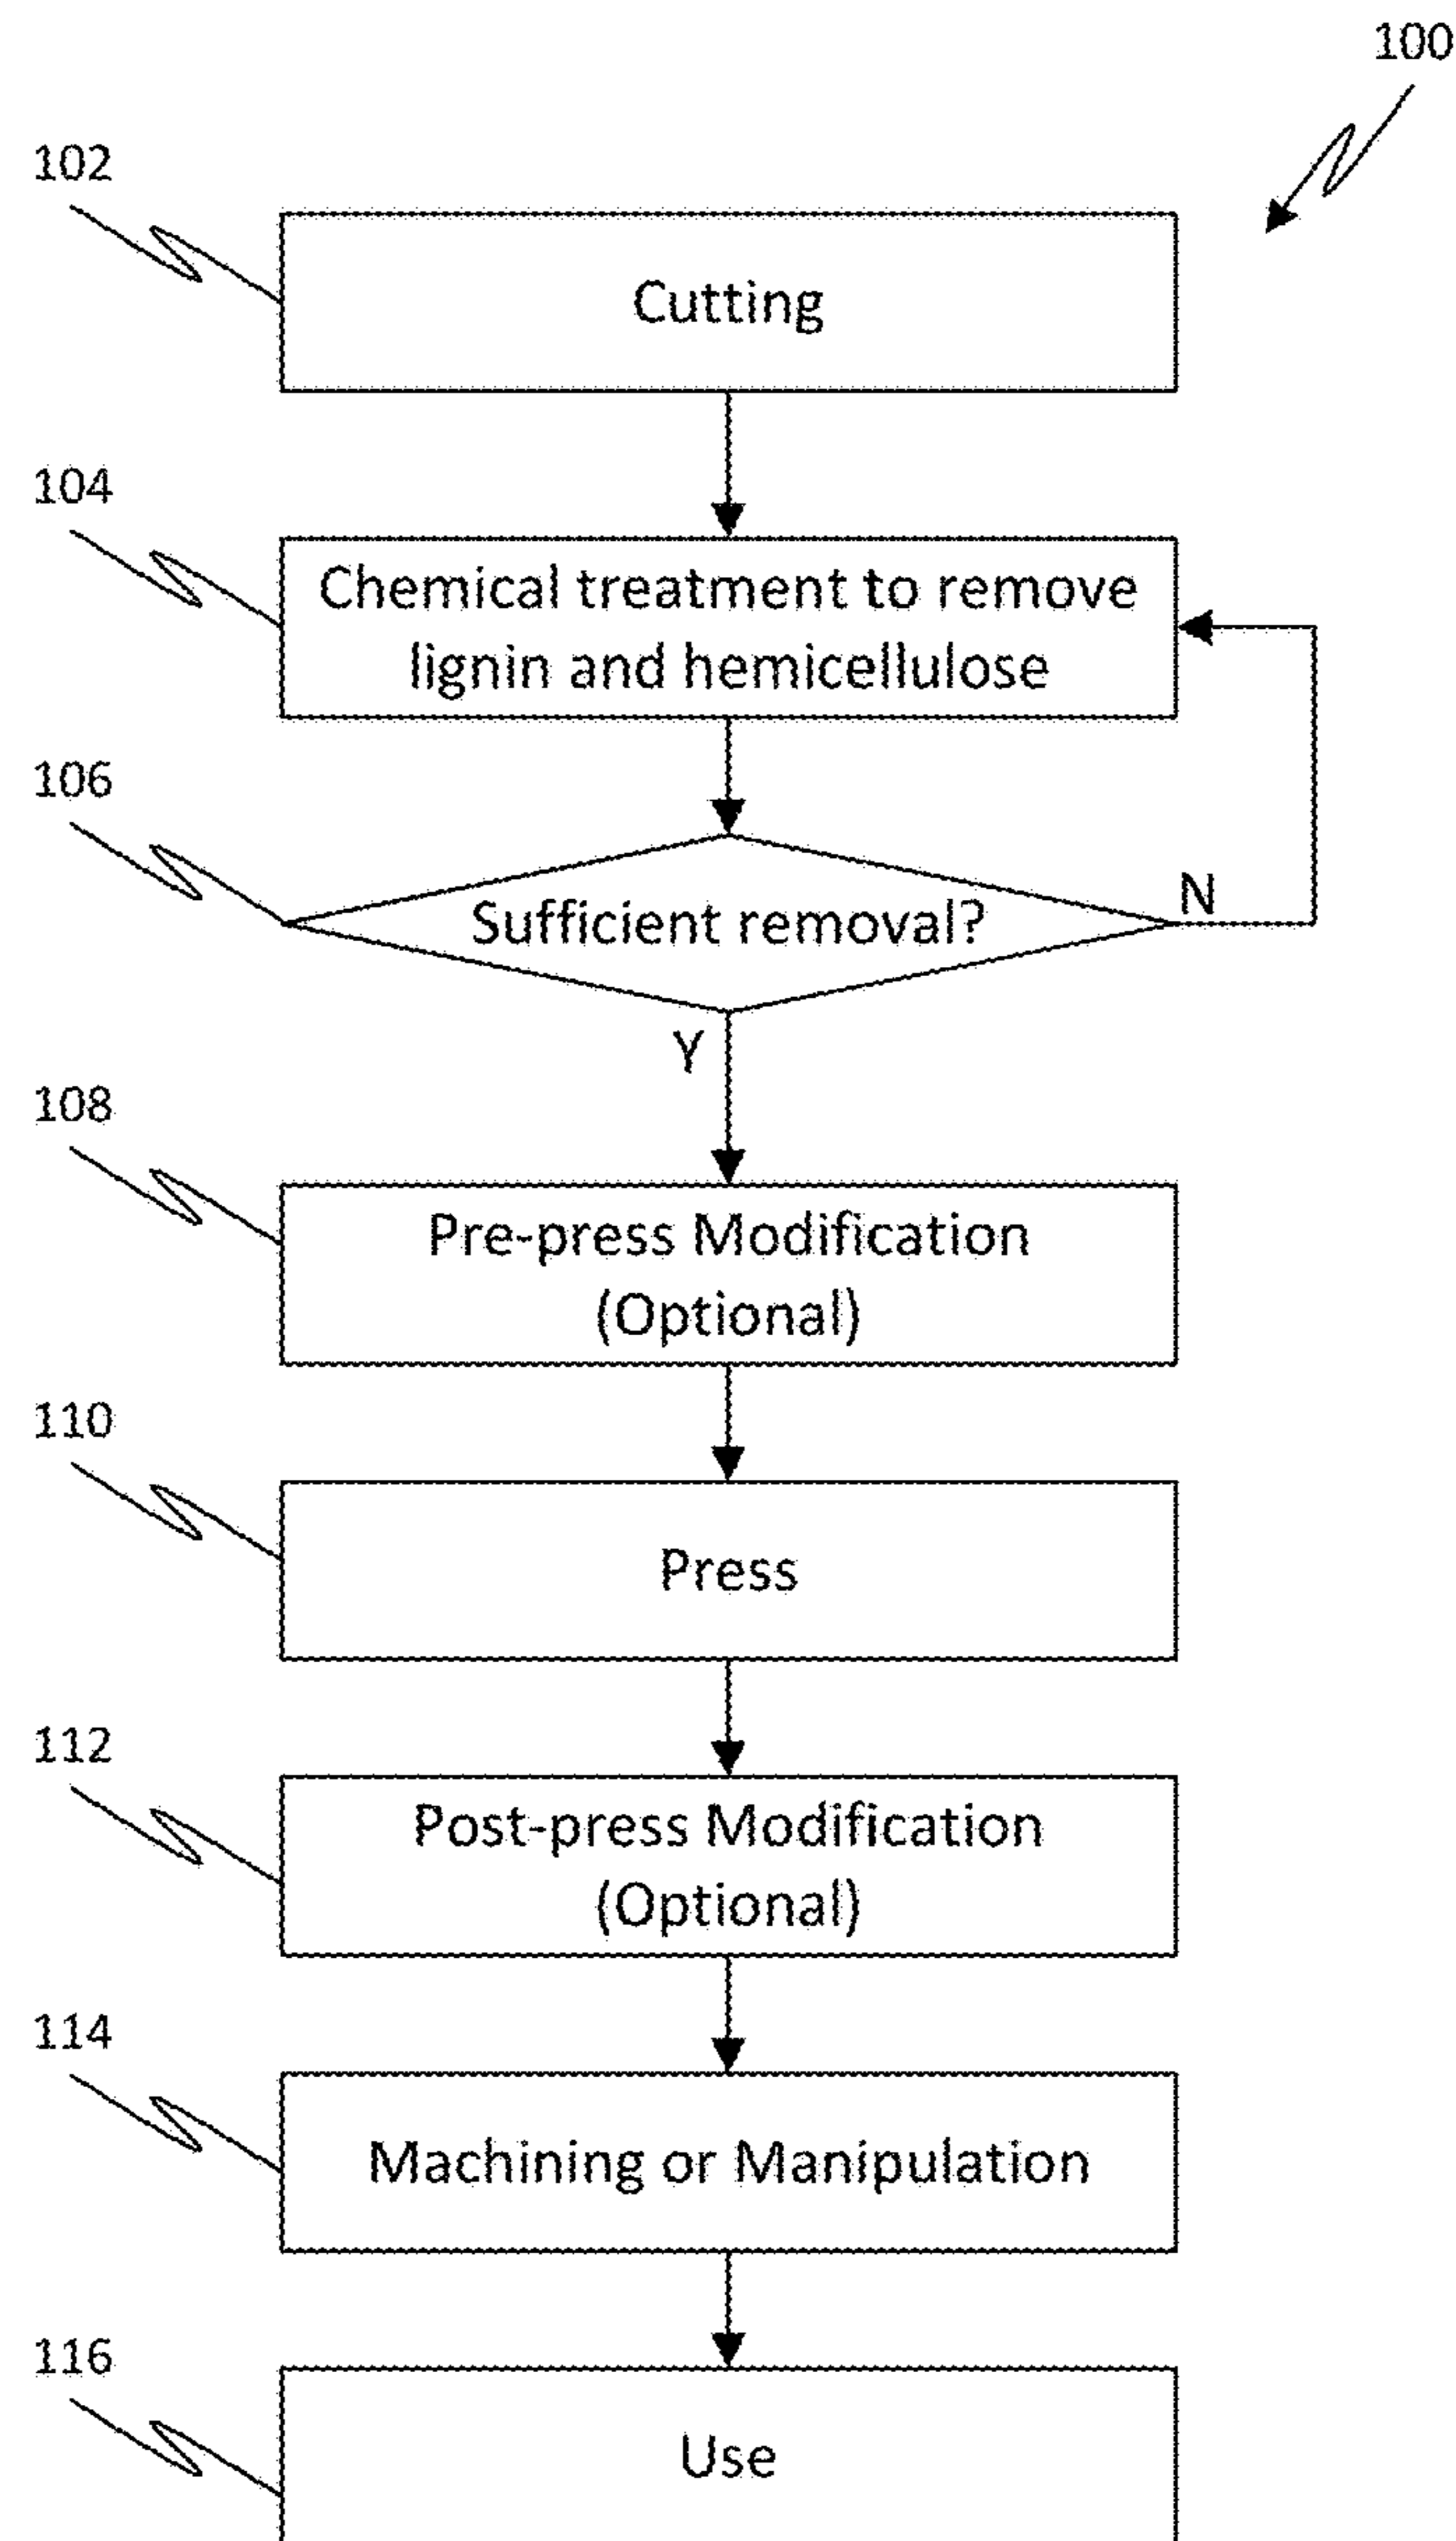 100
102
Cutting
104
Chemical treatment to remove
lignin and hemicellulose
106
Sufficient removal?
N
Y
108
Pre-press Modification
(Optional)
110
Press
112
Post-press Modification
(Optional)
114
Machining or Manipulation
116
Use